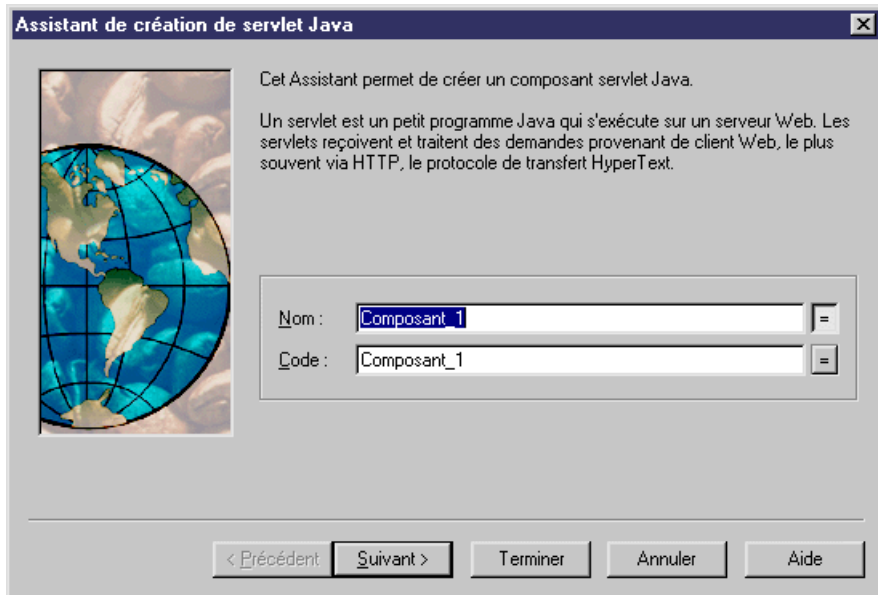 Assistant de création de servlet Java
Cet Assistant permet de créer un composant servlet Java.
Un servlet est un petit programme Java qui s'exécute sur un serveur Web. Les
servlets reçoivent et traitent des demandes provenant de client Web, le plus
souvent via HTTP, le protocole de transfert HyperText.
Nom : Composant_1 =
Code : Composant_1 =
< Précédent Suivant > Terminer Annuler Aide